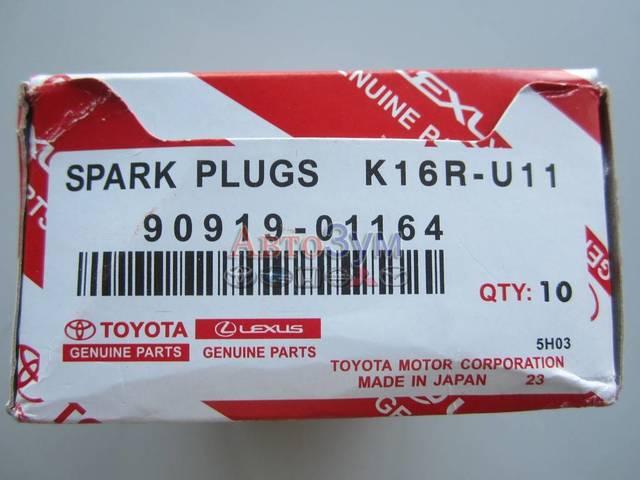 LEXUS
GENUINE PARTS
SPARK PLUGS K16R-U11
90919-01164
АвтоЗум
QTY: 10
TOYOTA
GENUINE PARTS
LEXUS
GENUINE PARTS
5H03
TOYOTA MOTOR CORPORATION
MADE IN JAPAN 23